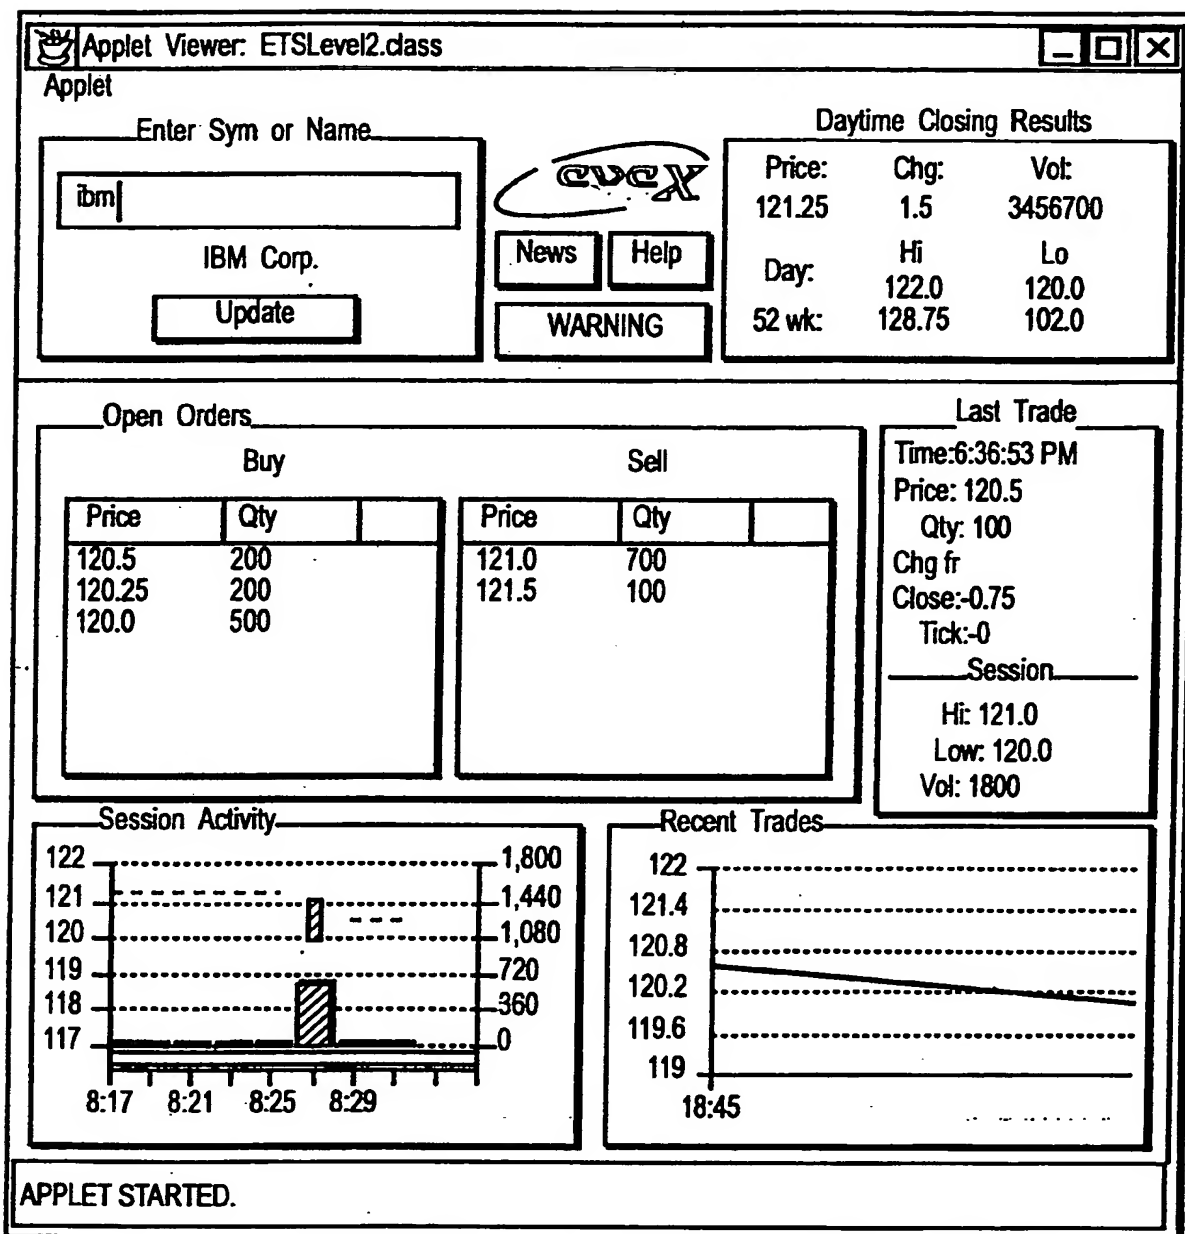 Applet Viewer: ETSLevel2.class
Applet
Enter Sym or Name
ibm
IBM Corp.
Update
News Help
WARNING
Daytime Closing Results
Price: Chg: Vol:
121.25 1.5 3456700
Hi Lo
Day: 122.0 120.0
52 wk: 128.75 102.0
Open Orders
Buy
Price Qty
120.5 200
120.25 200
120.0 500
Sell
Price Qty
121.0 700
121.5 100
Last Trade
Time:6:36:53 PM
Price: 120.5
Qty: 100
Chg fr
Close:-0.75
Tick:-0
Session
Hi: 121.0
Low: 120.0
Vol: 1800
Session Activity
122 1,800
121 1,440
120 1,080
119 720
118 360
117 0
8:17 8:21 8:25 8:29
Recent Trades
122
121.4
120.8
120.2
119.6
119
18:45
APPLET STARTED.